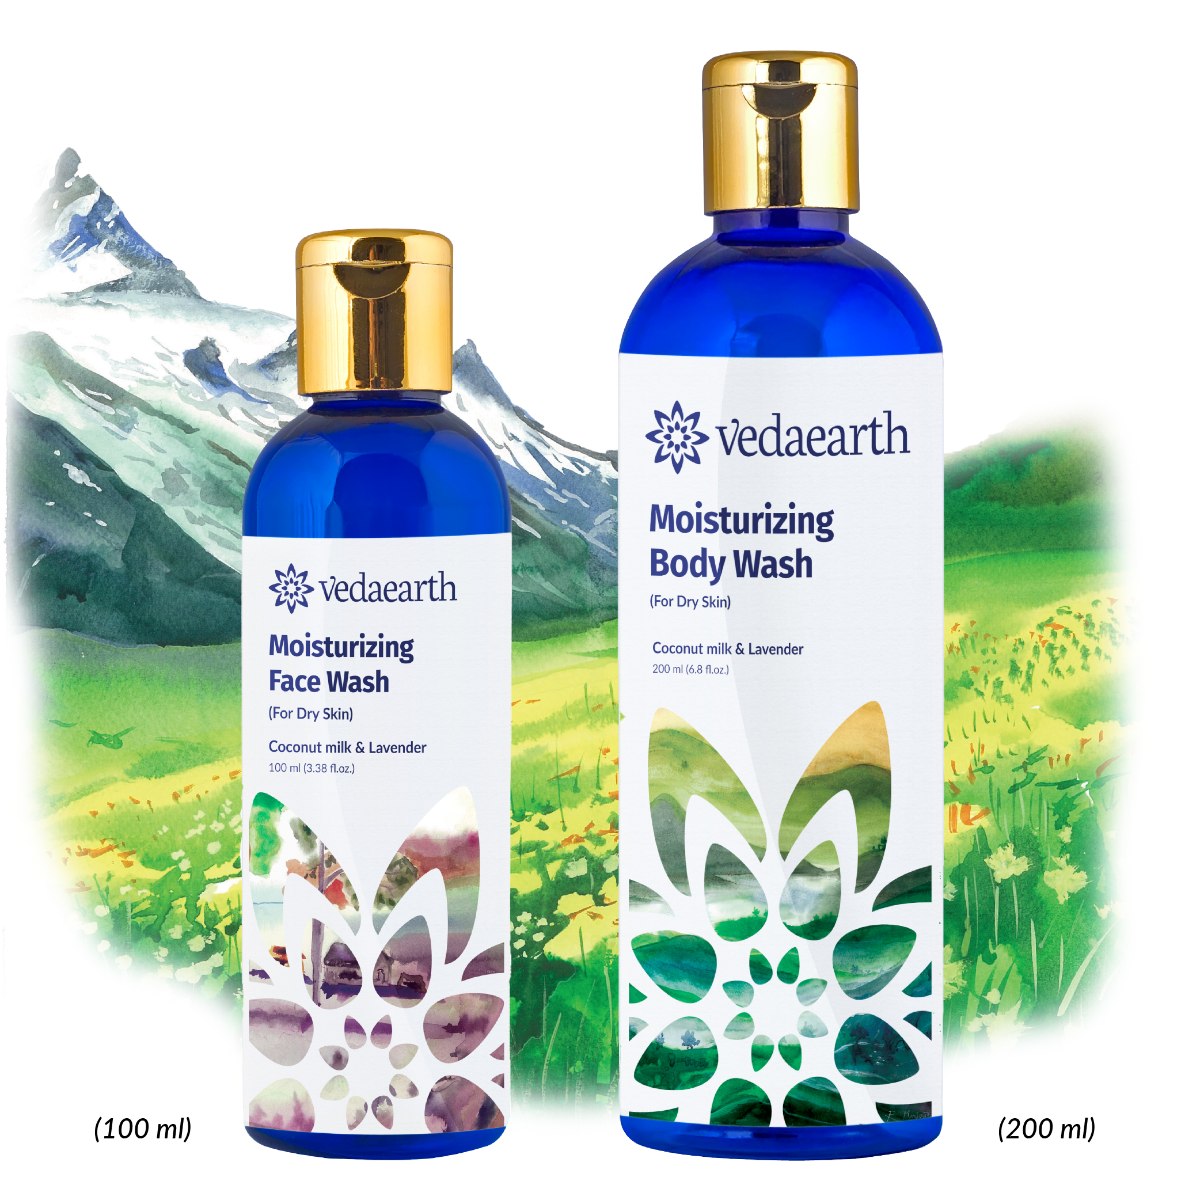 vedaearth
Moisturizing
Face Wash
(For Dry Skin)
Coconut milk & Lavender
100 ml (3.38 fl.oz.)
(100 ml)
vedaearth
Moisturizing
Body Wash
(For Dry Skin)
Coconut milk & Lavender
200 ml (6.8 fl.oz.)
(200 ml)